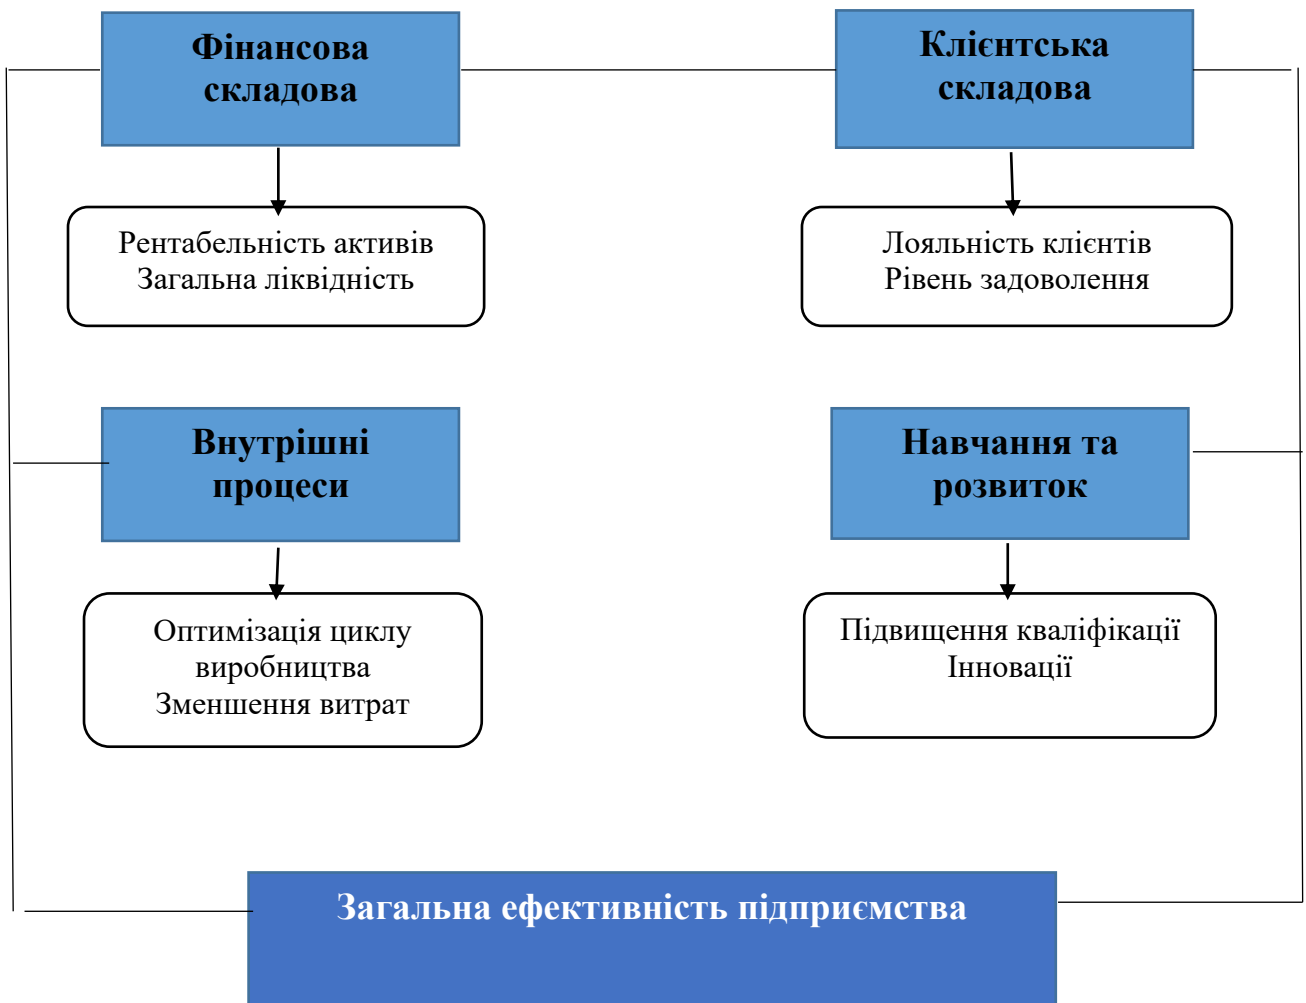 Фінансова
складова
Клієнтська
складова
Рентабельність активів
Загальна ліквідність
Лояльність клієнтів
Рівень задоволення
Внутрішні
процеси
Навчання та
розвиток
Оптимізація циклу
виробництва
Зменшення витрат
Підвищення кваліфікації
Інновації
Загальна ефективність підприємства